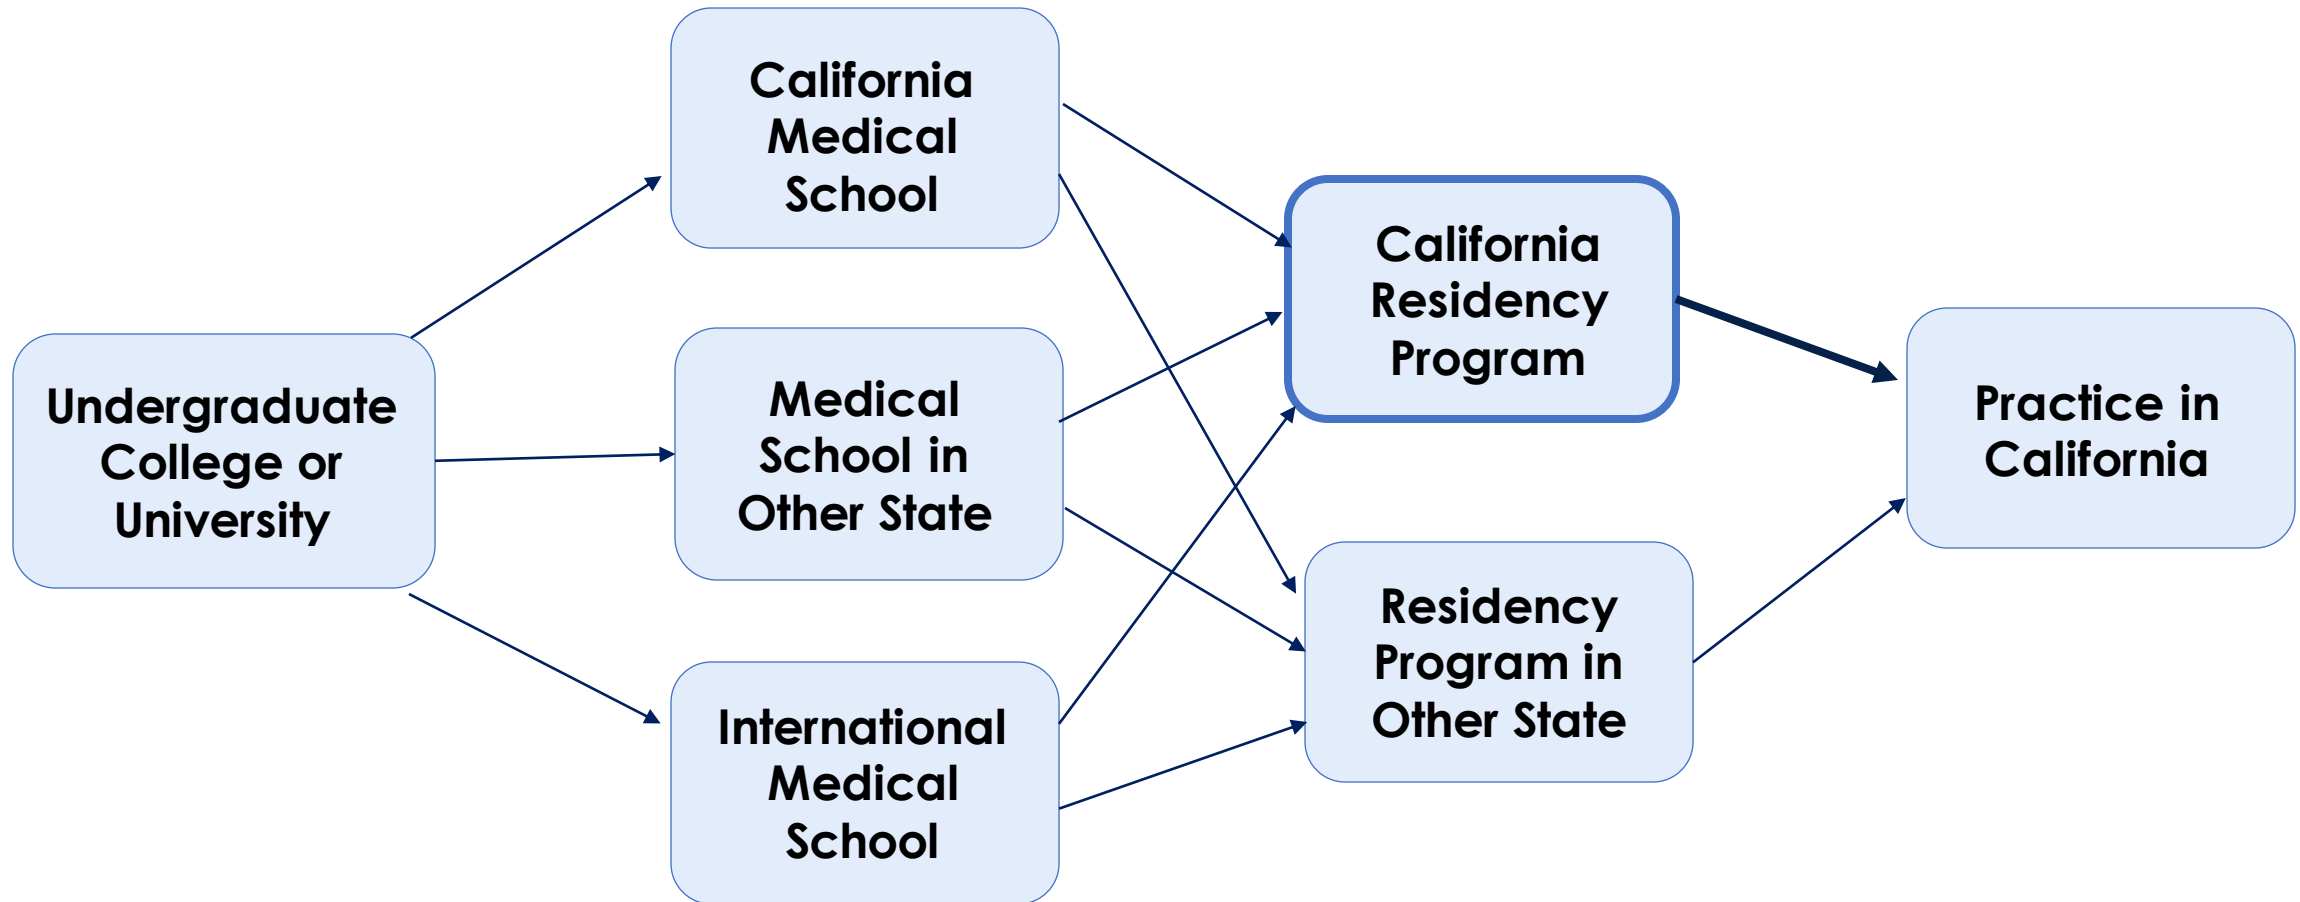 California
Medical
School
Undergraduate
College or
University
Medical
School in
Other State
International
Medical
School
California
Residency
Program
Residency
Program in
Other State
Practice in
California